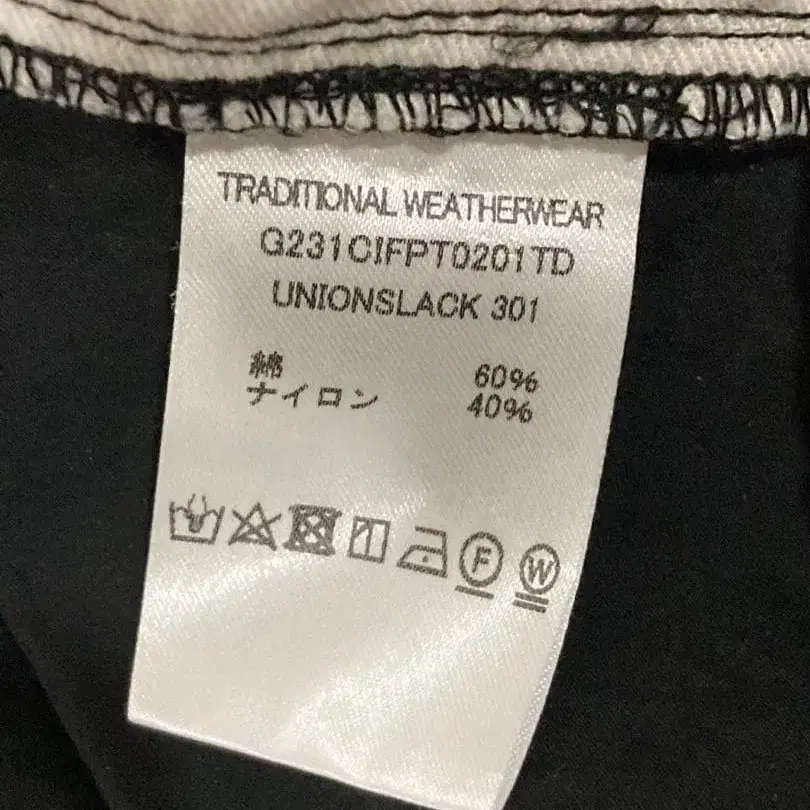 TRADITIONAL WEATHERWEAR
G231CIFPT0201TD
UNIONSLACK 301
綿 60%
ナイロン 40%
F W